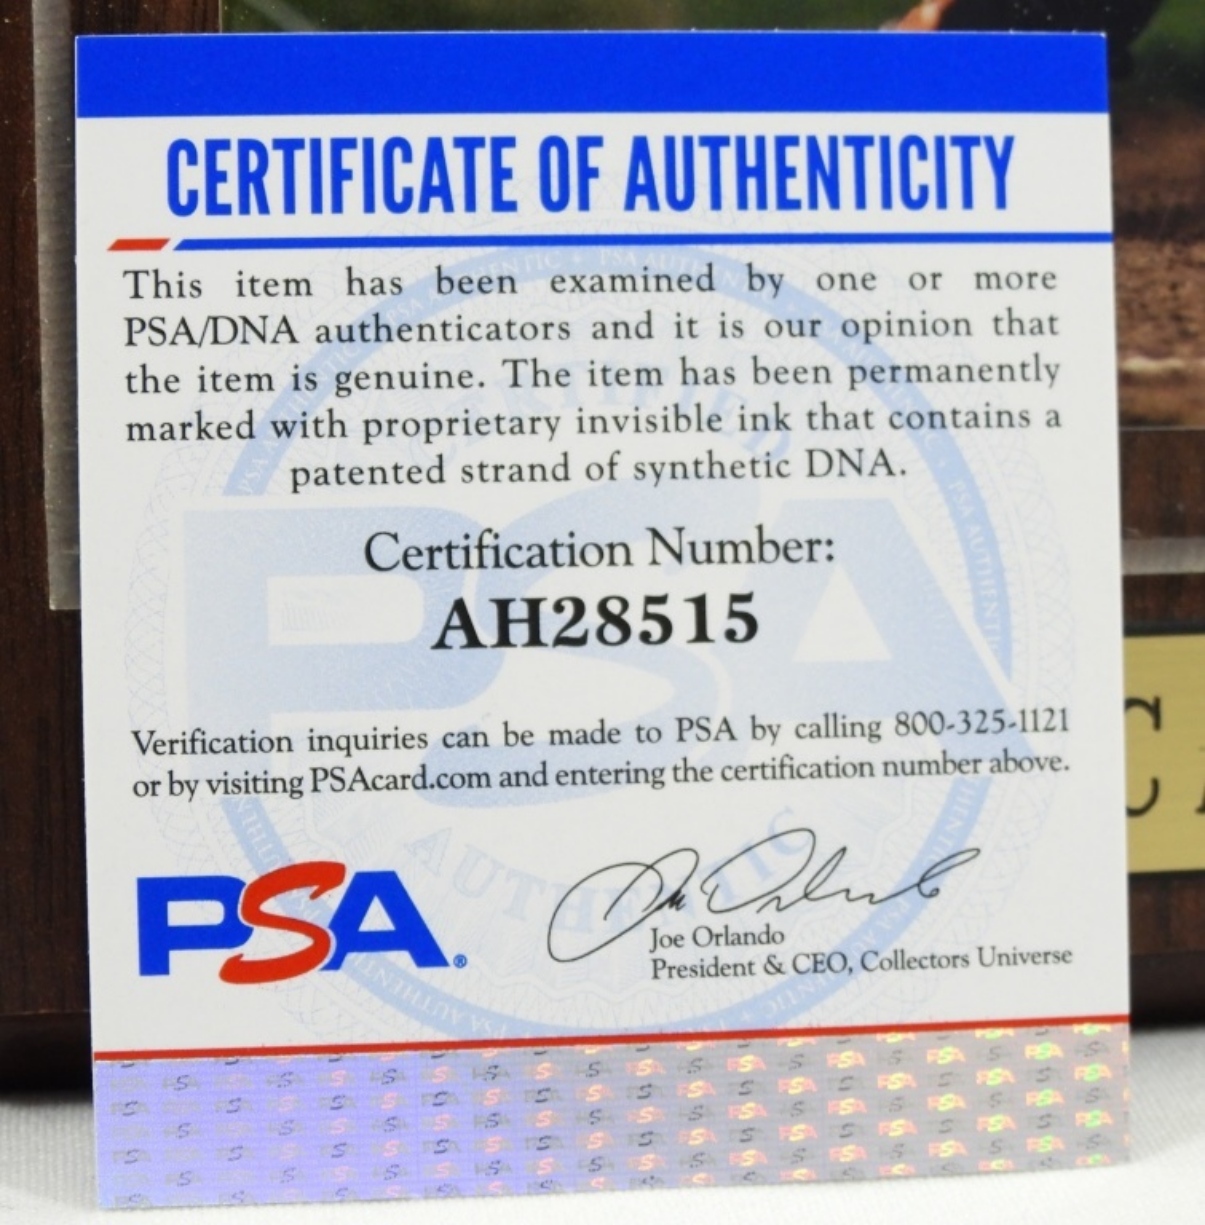 CERTIFICATE OF AUTHENTICITY
This item has been examined by one or more
PSA/DNA authenticators and it is our opinion that
the item is genuine. The item has been permanently
marked with proprietary invisible ink that contains a
patented strand of synthetic DNA.
Certification Number:
AH28515
Verification inquiries can be made to PSA by calling 800-325-1121
or by visiting PSAcard.com and entering the certification number above.
PSA®
Joe Orlando
President & CEO, Collectors Universe